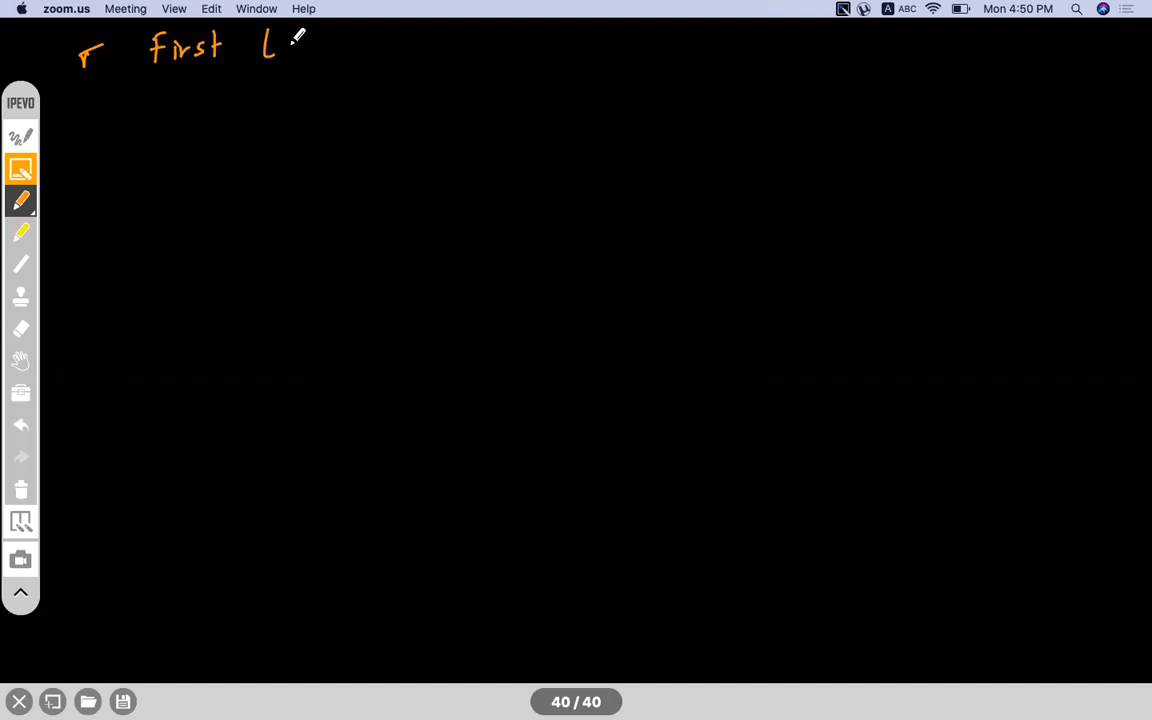 zoom.us Meeting View Edit Window Help A ABC Mon 4:50 PM
r first L
IPEVO
40 / 40